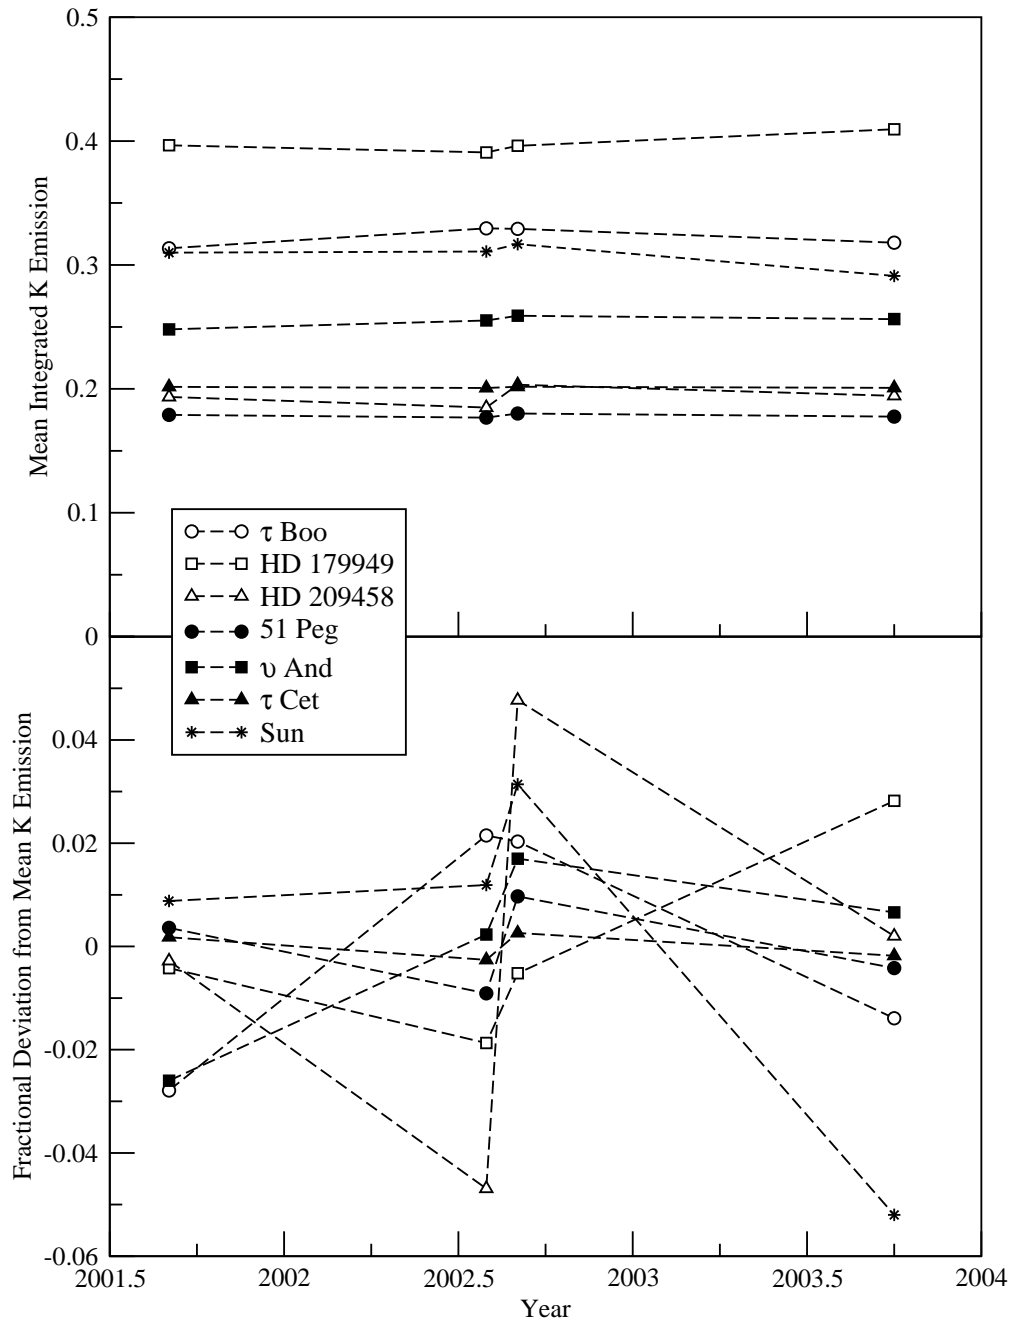 0.5
0.4
0.3
0.2
0.1
0
Mean Integrated K Emission
τ Boo
HD 179949
HD 209458
51 Peg
υ And
τ Cet
Sun
0.04
0.02
0
-0.02
-0.04
-0.06
Fractional Deviation from Mean K Emission
2001.5 2002 2002.5 2003 2003.5 2004
Year